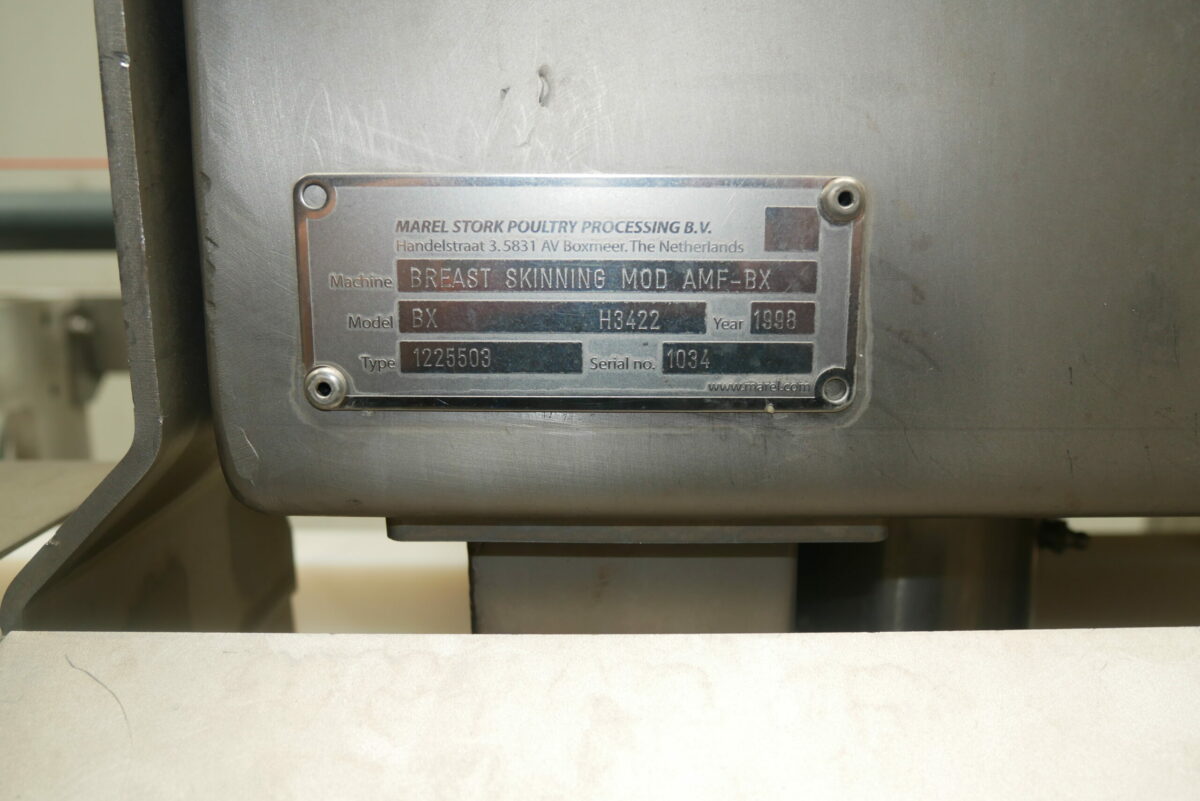 MAREL STORK POULTRY PROCESSING B.V.
Handelstraat 3. 5831 AV Boxmeer. The Netherlands
Machine BREAST SKINNING MOD AMF-BX
Model BX H3422 Year 1998
Type 1225503 Serial no. 1034
www.marel.com